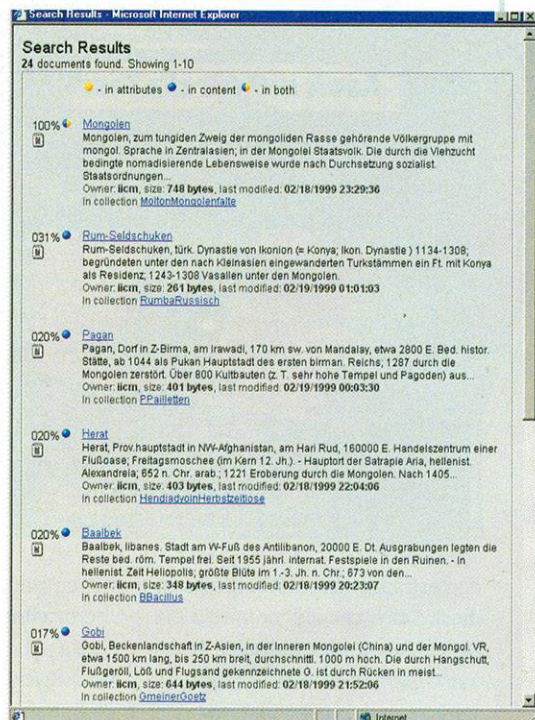 Search Results - Microsoft Internet Explorer
Search Results
24 documents found. Showing 1-10
- in attributes - in content - in both
100% Mongolen
Mongolen, zum tungiden Zweig der mongoliden Rasse gehörende Völkergruppe mit
mongol. Sprache in Zentralasien; in der Mongolei Staatsvolk. Die durch die Viehzucht
bedingte nomadisierende Lebensweise wurde nach Durchsetzung sozialist.
Staatsordnungen...
Owner: iicm, size: 748 bytes, last modified: 02/18/1999 23:29:36
In collection MoltonMongolenfalte
031% Rum-Seldschuken
Rum-Seldschuken, türk. Dynastie von Ikonion (= Konya; Ikon. Dynastie ) 1134-1308;
begründeten unter den nach Kleinasien eingewanderten Turkstämmen ein Ft. mit Konya
als Residenz; 1243-1308 Vasallen unter den Mongolen.
Owner: iicm, size: 261 bytes, last modified: 02/19/1999 01:01:03
In collection RumbaRussisch
020% Pagan
Pagan, Dorf in Z-Birma, am Irawadi, 170 km sw. von Mandalay, etwa 2800 E. Bed. histor.
Stätte, ab 1044 als Pukan Hauptstadt des ersten birman. Reichs; 1287 durch die
Mongolen zerstört. Über 800 Kultbauten (z. T. sehr hohe Tempel und Pagoden) aus...
Owner: iicm, size: 401 bytes, last modified: 02/19/1999 00:03:30
In collection PPailletten
020% Herat
Herat, Prov.hauptstadt in NW-Afghanistan, am Hari Rud, 160000 E. Handelszentrum einer
Flußoase; Freitagsmoschee (im Kern 12. Jh.). - Hauptort der Satrapie Aria, hellenist.
Alexandreia; 652 n. Chr. arab.; 1221 Eroberung durch die Mongolen. Nach 1405...
Owner: iicm, size: 403 bytes, last modified: 02/18/1999 22:04:06
In collection HendiadyoinHerbstzeitlose
020% Baalbek
Baalbek, libanes. Stadt am W-Fuß des Antilibanon, 20000 E. Dt. Ausgrabungen legten die
Reste bed. röm. Tempel frei. Seit 1955 jährl. internat. Festspiele in den Ruinen. - In
hellenist. Zeit Heliopolis; größte Blüte im 1.-3. Jh. n. Chr.; 673 von den...
Owner: iicm, size: 348 bytes, last modified: 02/18/1999 20:23:07
In collection BBacillus
017% Gobi
Gobi, Beckenlandschaft in Z-Asien, in der Inneren Mongolei (China) und der Mongol. VR,
etwa 1500 km lang, bis 250 km breit, durchschnittl. 1000 m hoch. Die durch Hangschutt,
Flußgeröll, Löß und Flugsand gekennzeichnete G. ist durch Rücken in meist...
Owner: iicm, size: 644 bytes, last modified: 02/18/1999 21:52:06
In collection GmeinerGoetz
Internet